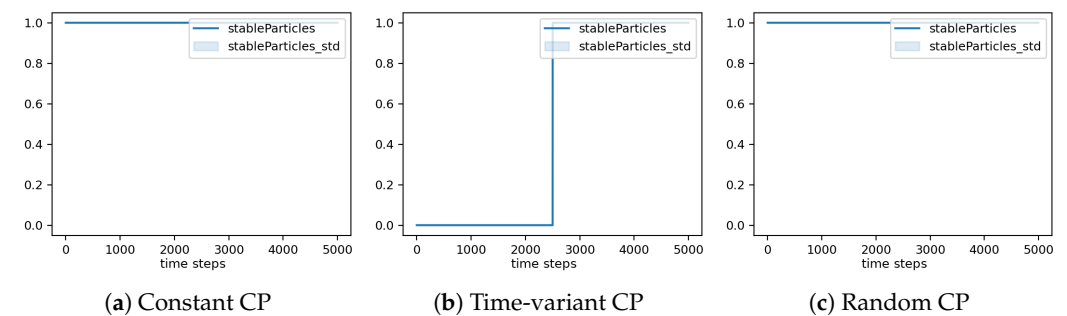 1.0
0.8
0.6
0.4
0.2
0.0
stableParticles
stableParticles_std
0 1000 2000 3000 4000 5000
time steps
(a) Constant CP
1.0
0.8
0.6
0.4
0.2
0.0
stableParticles
stableParticles_std
0 1000 2000 3000 4000 5000
time steps
(b) Time-variant CP
1.0
0.8
0.6
0.4
0.2
0.0
stableParticles
stableParticles_std
0 1000 2000 3000 4000 5000
time steps
(c) Random CP